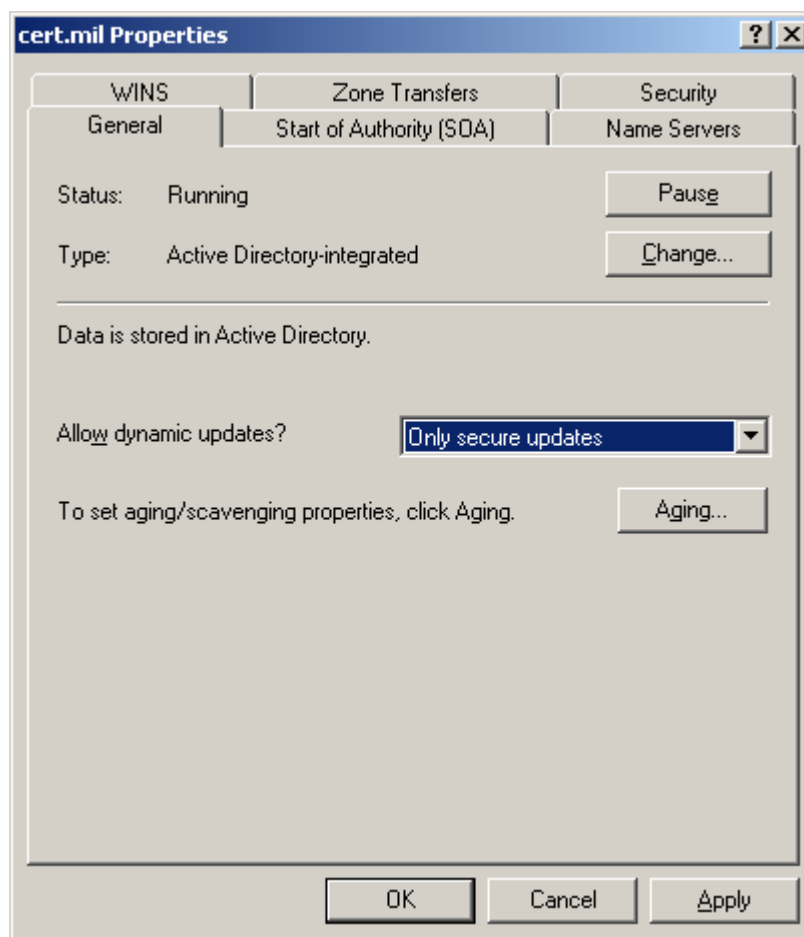 cert.mil Properties
WINS Zone Transfers Security
General Start of Authority (SOA) Name Servers
Status: Running Pause
Type: Active Directory-integrated Change...
Data is stored in Active Directory.
Allow dynamic updates? Only secure updates
To set aging/scavenging properties, click Aging. Aging...
OK Cancel Apply